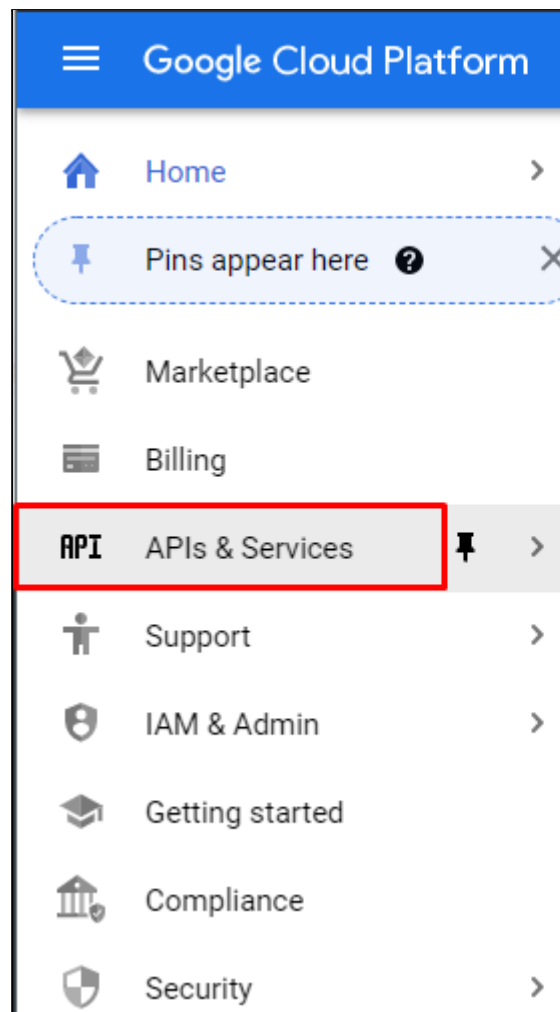 Google Cloud Platform
Home
Pins appear here ?
Marketplace
Billing
API APIs & Services
Support
IAM & Admin
Getting started
Compliance
Security